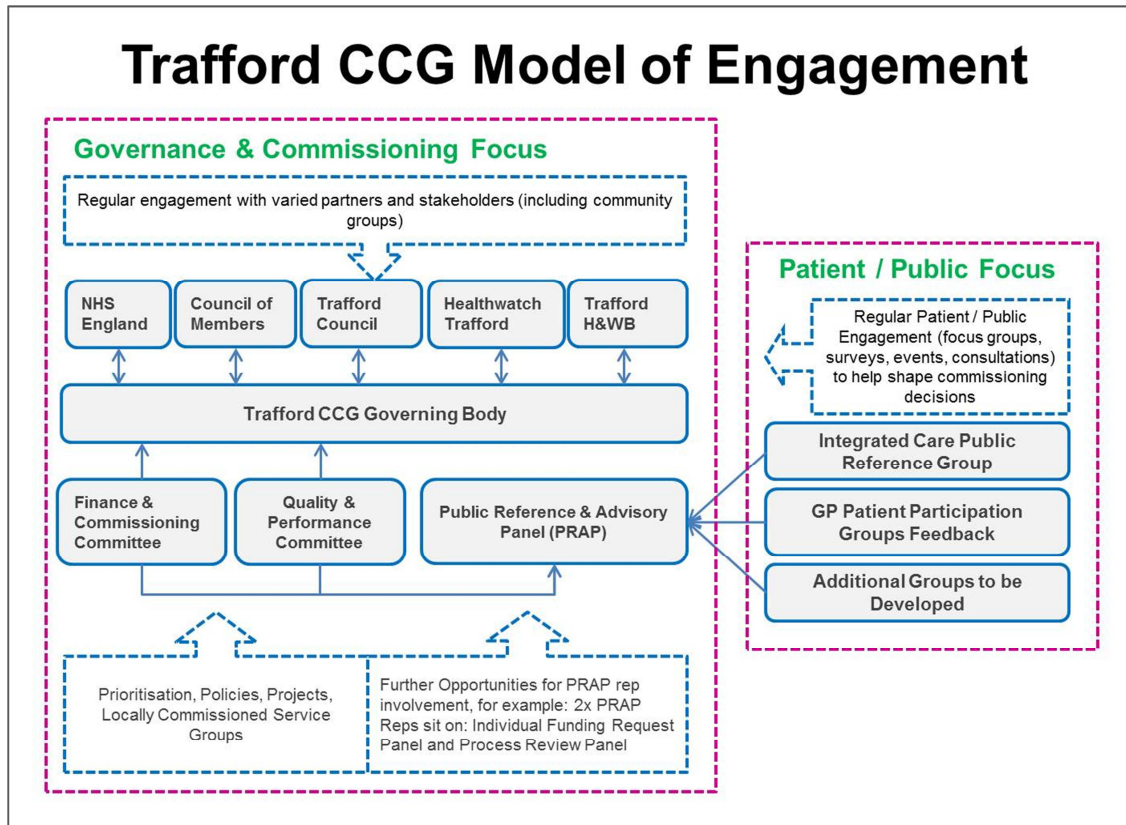 Trafford CCG Model of Engagement
Governance & Commissioning Focus
Regular engagement with varied partners and stakeholders (including community
groups)
NHS
England
Council of
Members
Trafford
Council
Healthwatch
Trafford
Trafford
H&WB
Trafford CCG Governing Body
Finance &
Commissioning
Committee
Quality &
Performance
Committee
Public Reference & Advisory
Panel (PRAP)
Prioritisation, Policies, Projects,
Locally Commissioned Service
Groups
Further Opportunities for PRAP rep
involvement, for example: 2x PRAP
Reps sit on: Individual Funding Request
Panel and Process Review Panel
Patient / Public Focus
Regular Patient / Public
Engagement (focus groups,
surveys, events, consultations)
to help shape commissioning
decisions
Integrated Care Public
Reference Group
GP Patient Participation
Groups Feedback
Additional Groups to be
Developed